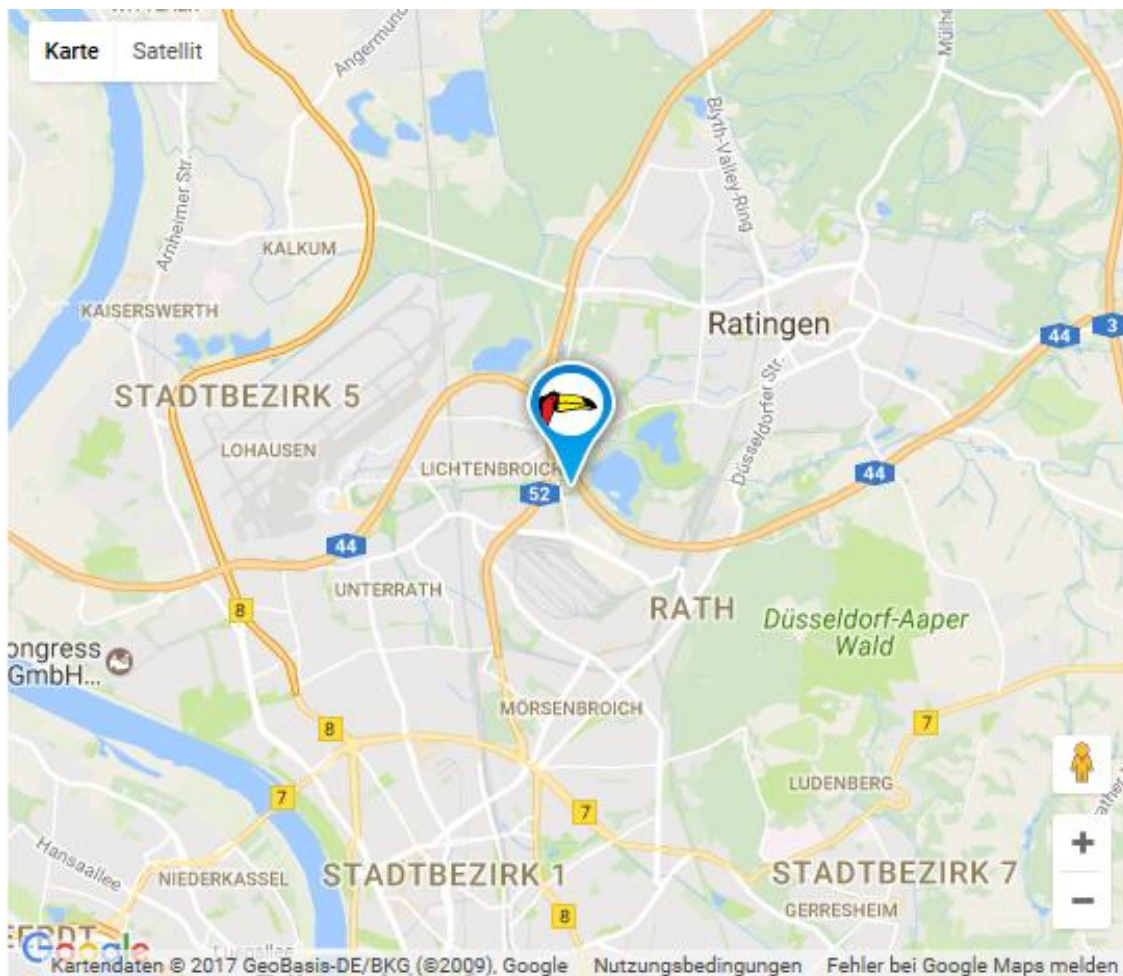 Karte
Satellit
Angermund
Mülhe
Blyth-Valley-Ring
Arnheimer Str.
KALKUM
KAISERSWERTH
Ratingen
44
3
STADTBEZIRK 5
Düsseldorfer Str.
LOHAUSEN
LICHTENBROICH
44
52
44
UNTERRATH
8
RATH
Düsseldorf-Aaper
Wald
ongress
GmbH...
MÖRSENBROICH
8
7
LUDENBERG
7
7
Hansaallee
STADTBEZIRK 1
STADTBEZIRK 7
NIEDERKASSEL
GERRESHEIM
8
Google
Kartendaten © 2017 GeoBasis-DE/BKG (©2009), Google
Nutzungsbedingungen
Fehler bei Google Maps melden